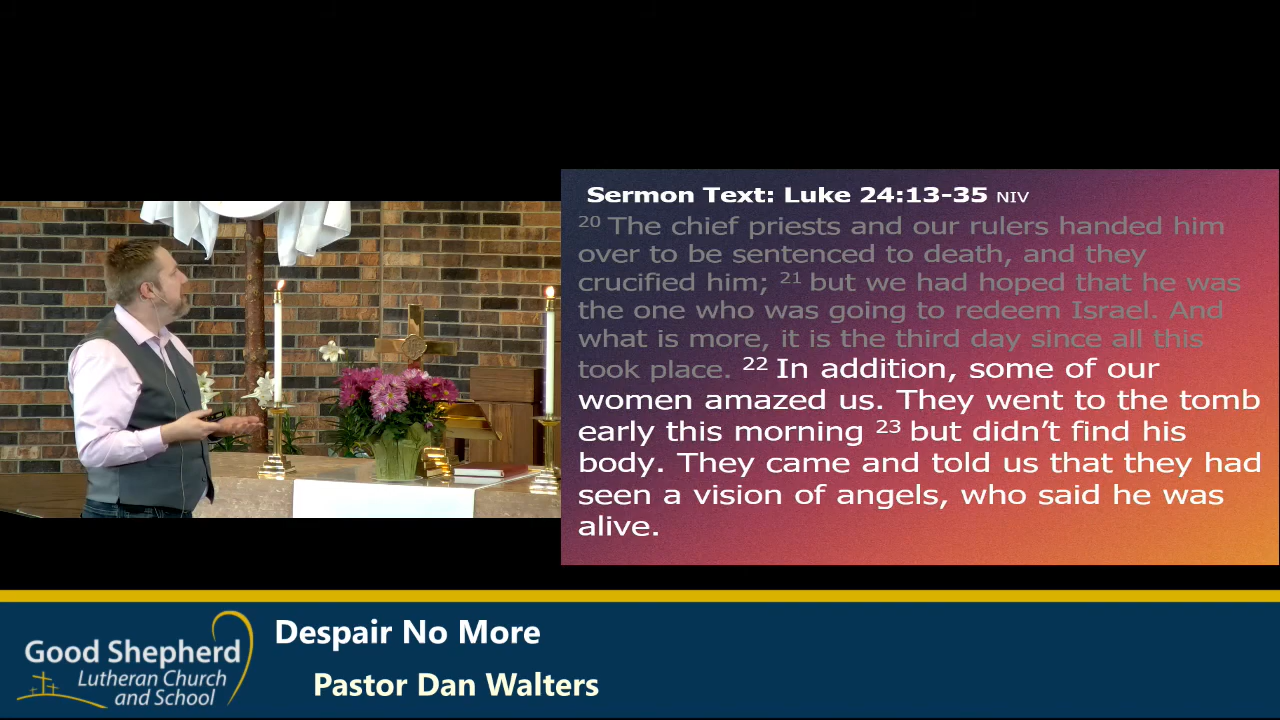 Sermon Text: Luke 24:13-35 NIV
20 The chief priests and our rulers handed him
over to be sentenced to death, and they
crucified him; 21 but we had hoped that he was
the one who was going to redeem Israel. And
what is more, it is the third day since all this
took place. 22 In addition, some of our
women amazed us. They went to the tomb
early this morning 23 but didn’t find his
body. They came and told us that they had
seen a vision of angels, who said he was
alive.
Good Shepherd
Lutheran Church
and School
Despair No More
Pastor Dan Walters